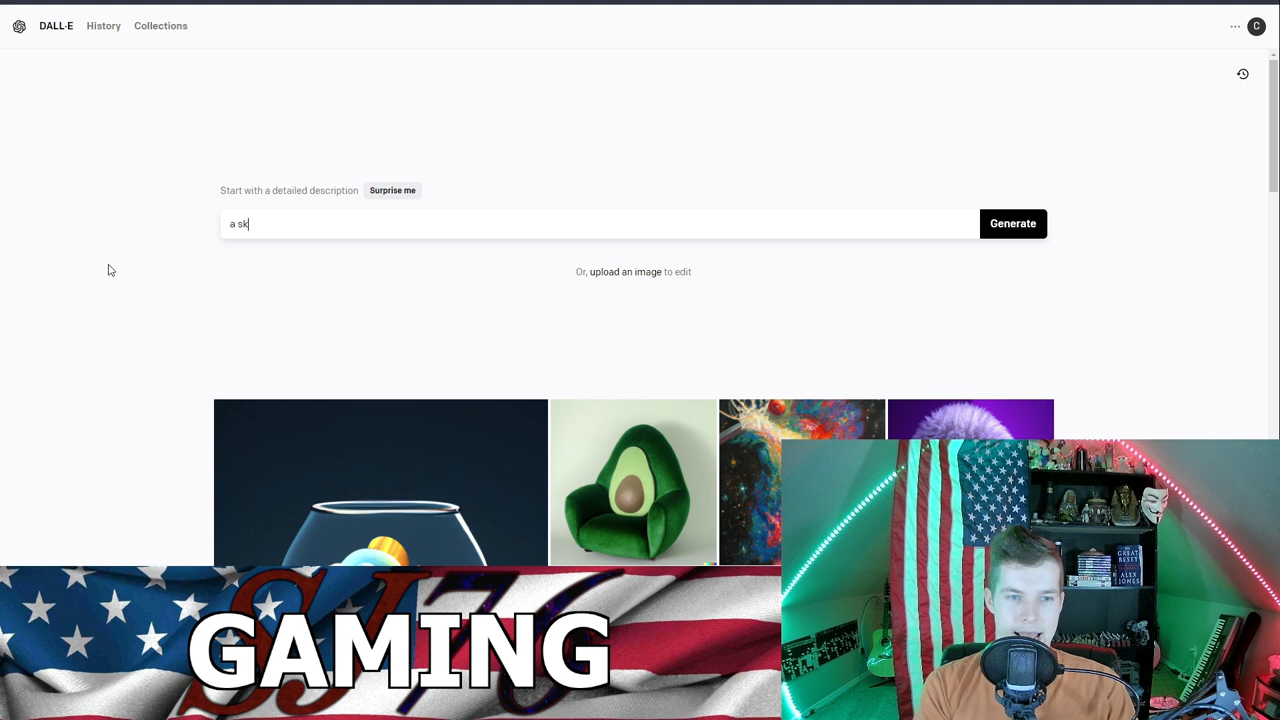 DALL·E History Collections
... C
Start with a detailed description Surprise me
a sk Generate
Or, upload an image to edit
SJ76
GAMING
GREAT
RESET
ALEX
JONES